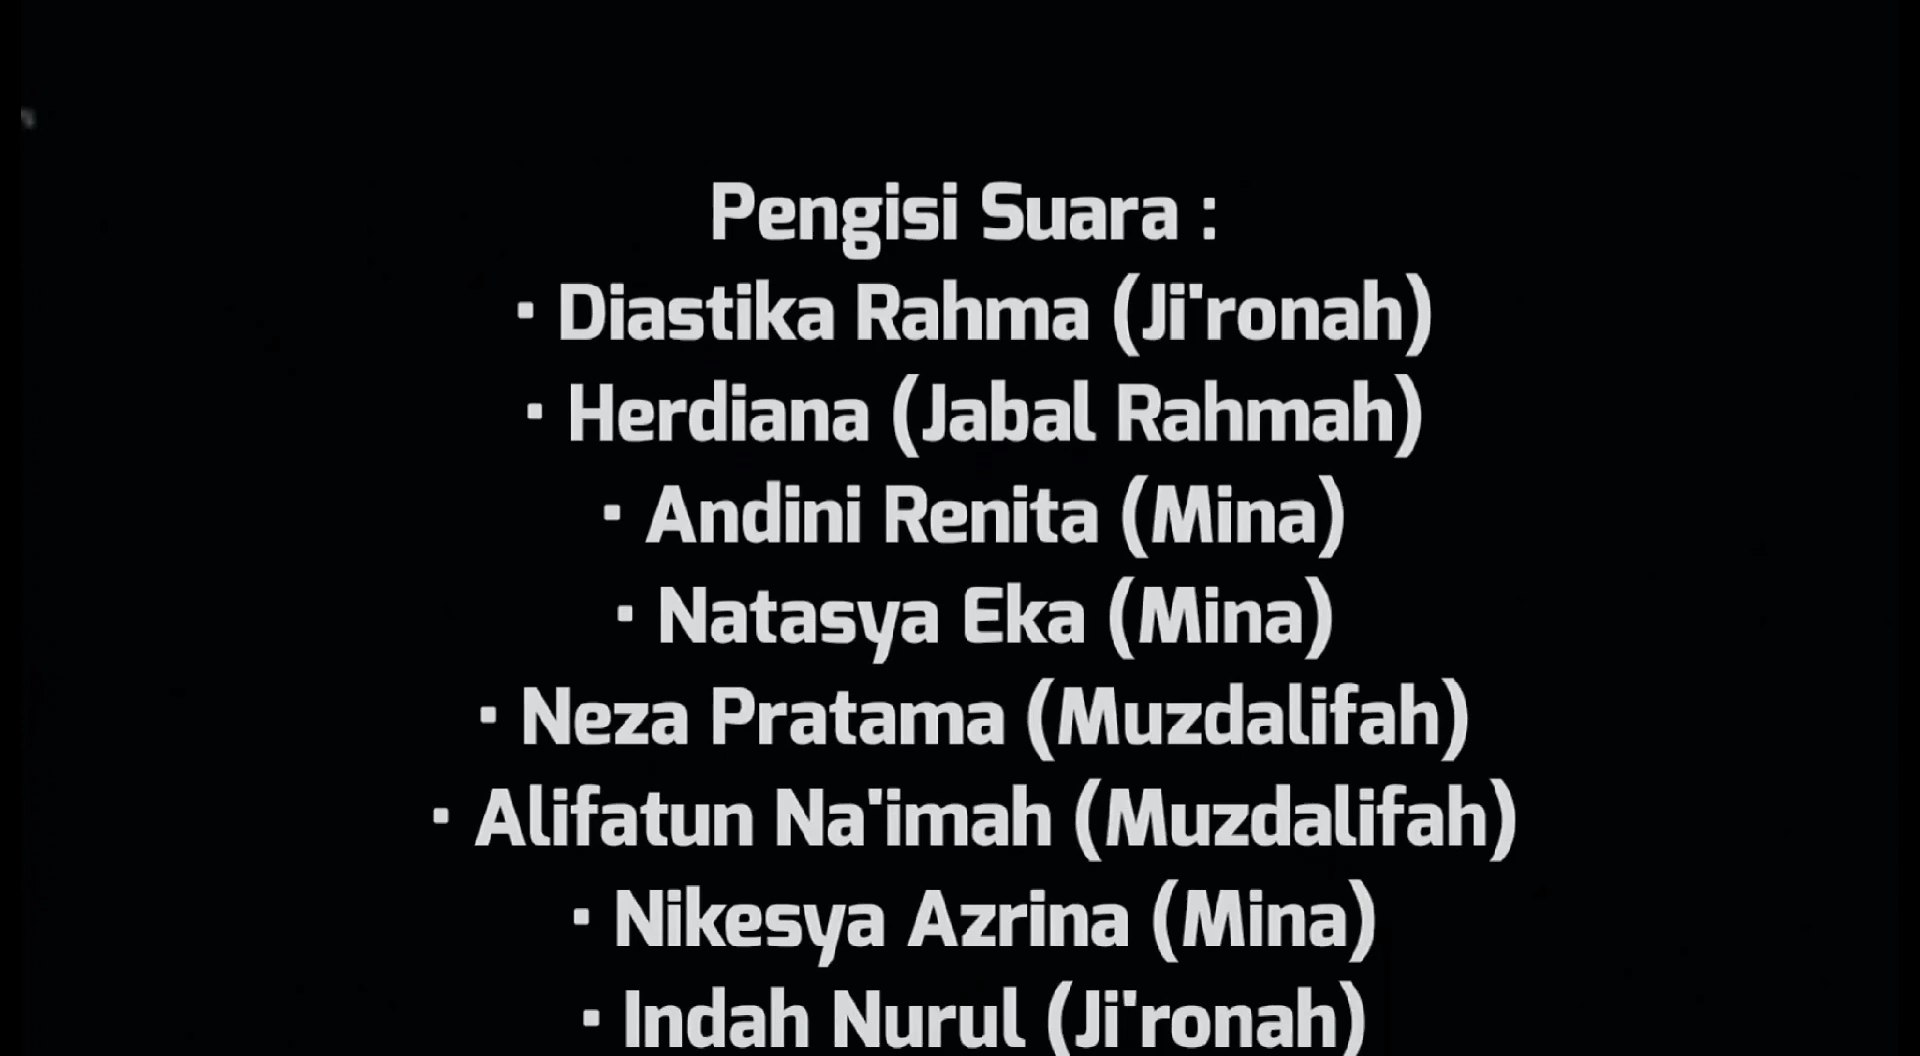 Pengisi Suara :
· Diastika Rahma (Ji'ronah)
· Herdiana (Jabal Rahmah)
· Andini Renita (Mina)
· Natasya Eka (Mina)
· Neza Pratama (Muzdalifah)
· Alifatun Na'imah (Muzdalifah)
· Nikesya Azrina (Mina)
· Indah Nurul (Ji'ronah)